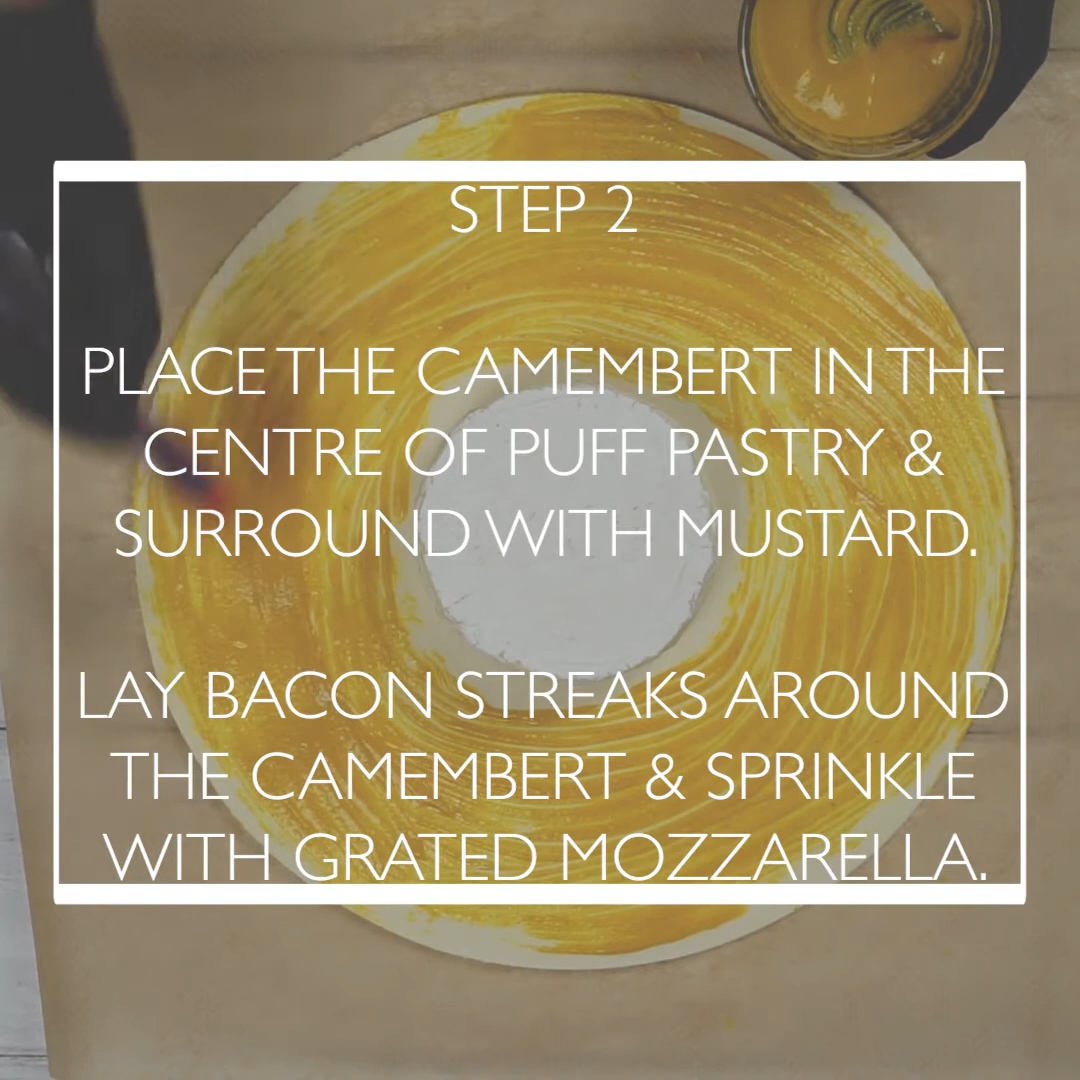 STEP 2
PLACE THE CAMEMBERT IN THE
CENTRE OF PUFF PASTRY &
SURROUND WITH MUSTARD.
LAY BACON STREAKS AROUND
THE CAMEMBERT & SPRINKLE
WITH GRATED MOZZARELLA.